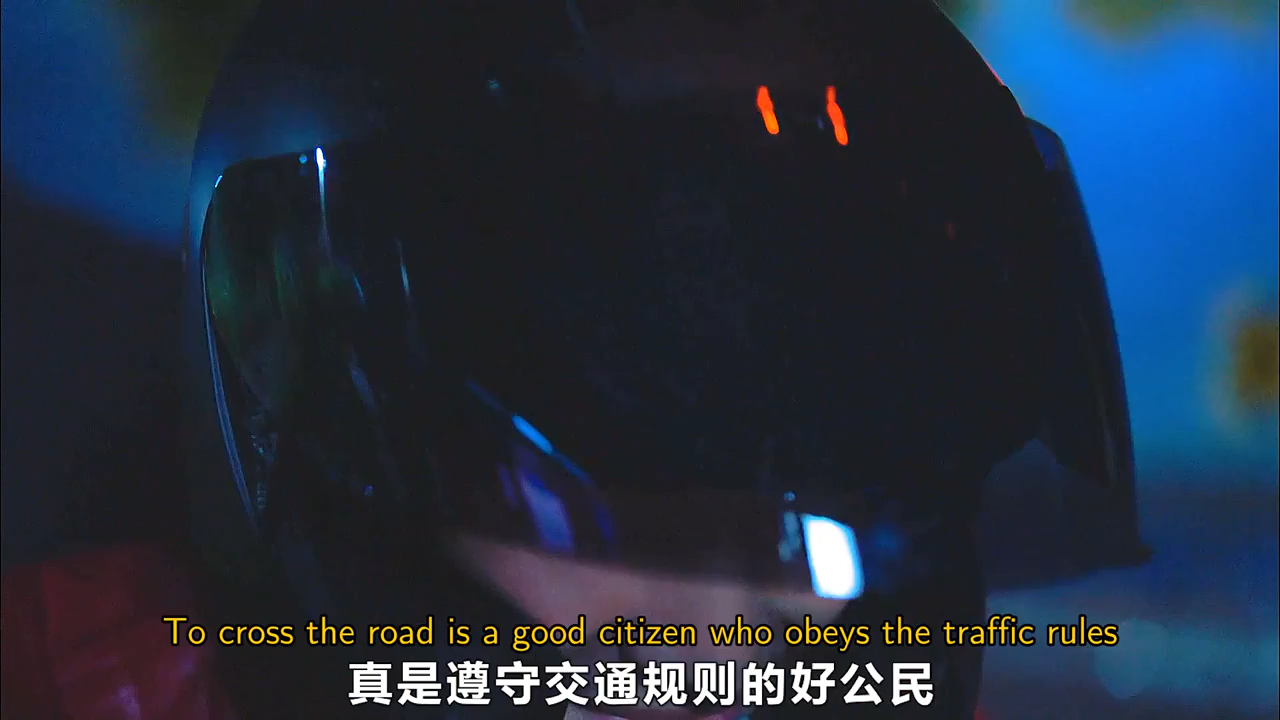 To cross the road is a good citizen who obeys the traffic rules
真是遵守交通规则的好公民